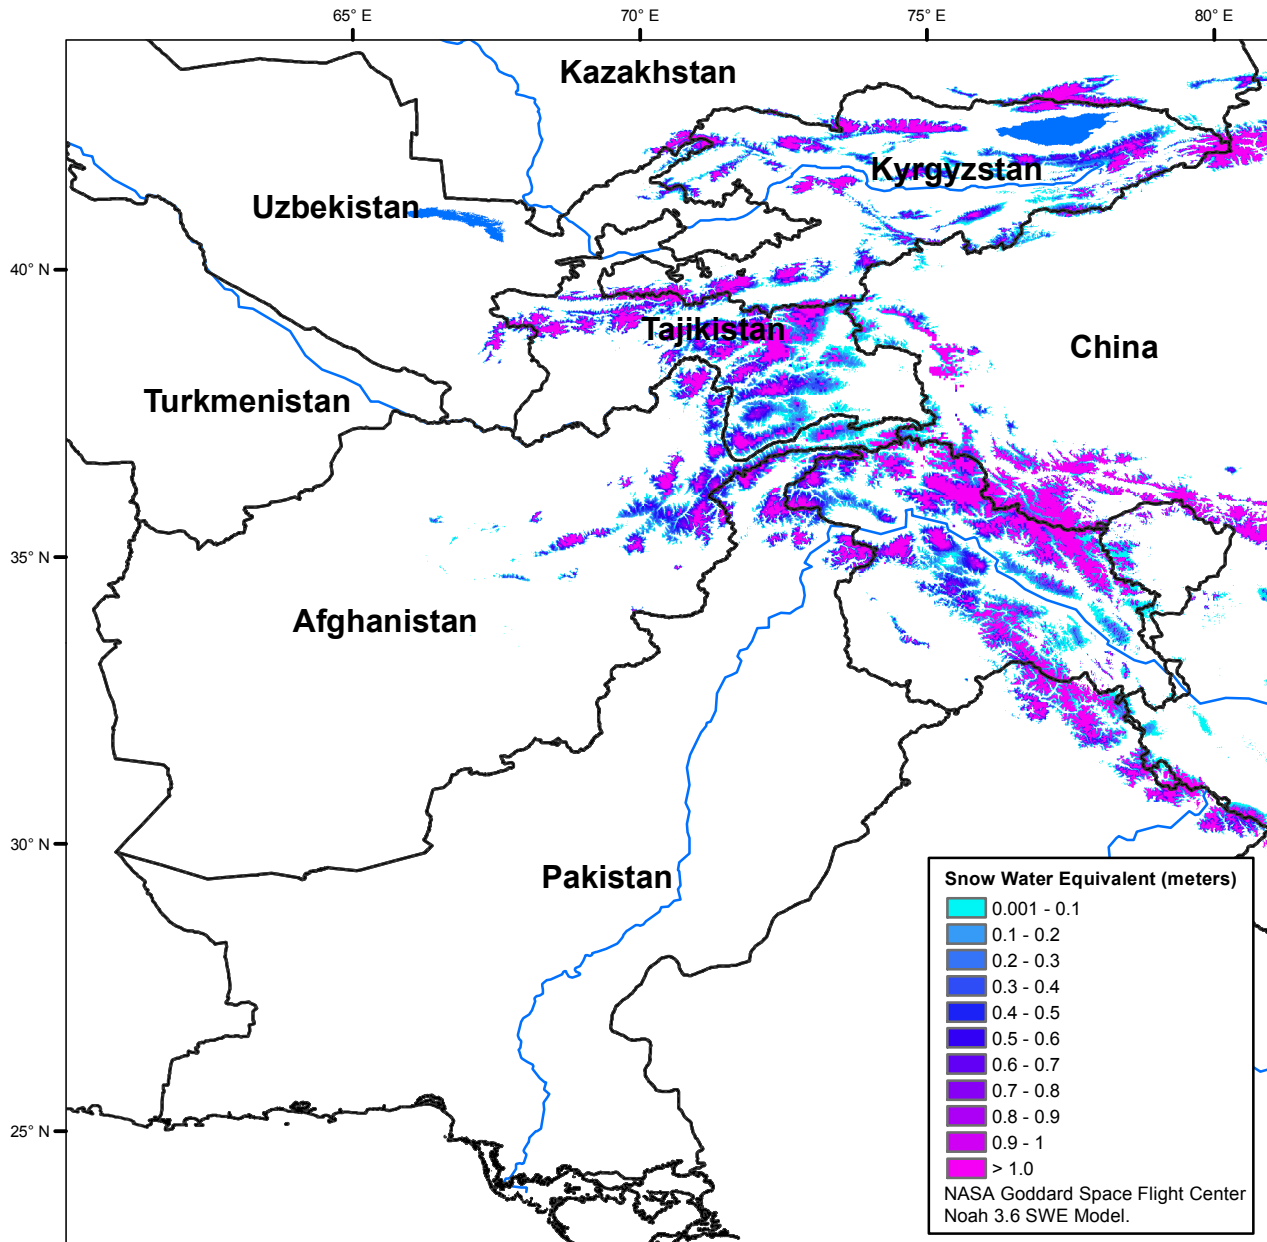 65° E
70° E
75° E
80° E
Kazakhstan
Kyrgyzstan
Uzbekistan
40° N
Tajikistan
China
Turkmenistan
35° N
Afghanistan
30° N
Pakistan
25° N
Snow Water Equivalent (meters)
0.001 - 0.1
0.1 - 0.2
0.2 - 0.3
0.3 - 0.4
0.4 - 0.5
0.5 - 0.6
0.6 - 0.7
0.7 - 0.8
0.8 - 0.9
0.9 - 1
> 1.0
NASA Goddard Space Flight Center
Noah 3.6 SWE Model.